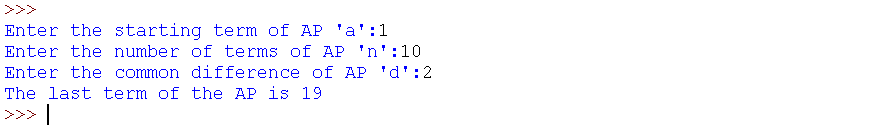 >>>
Enter the starting term of AP 'a':1
Enter the number of terms of AP 'n':10
Enter the common difference of AP 'd':2
The last term of the AP is 19
>>>